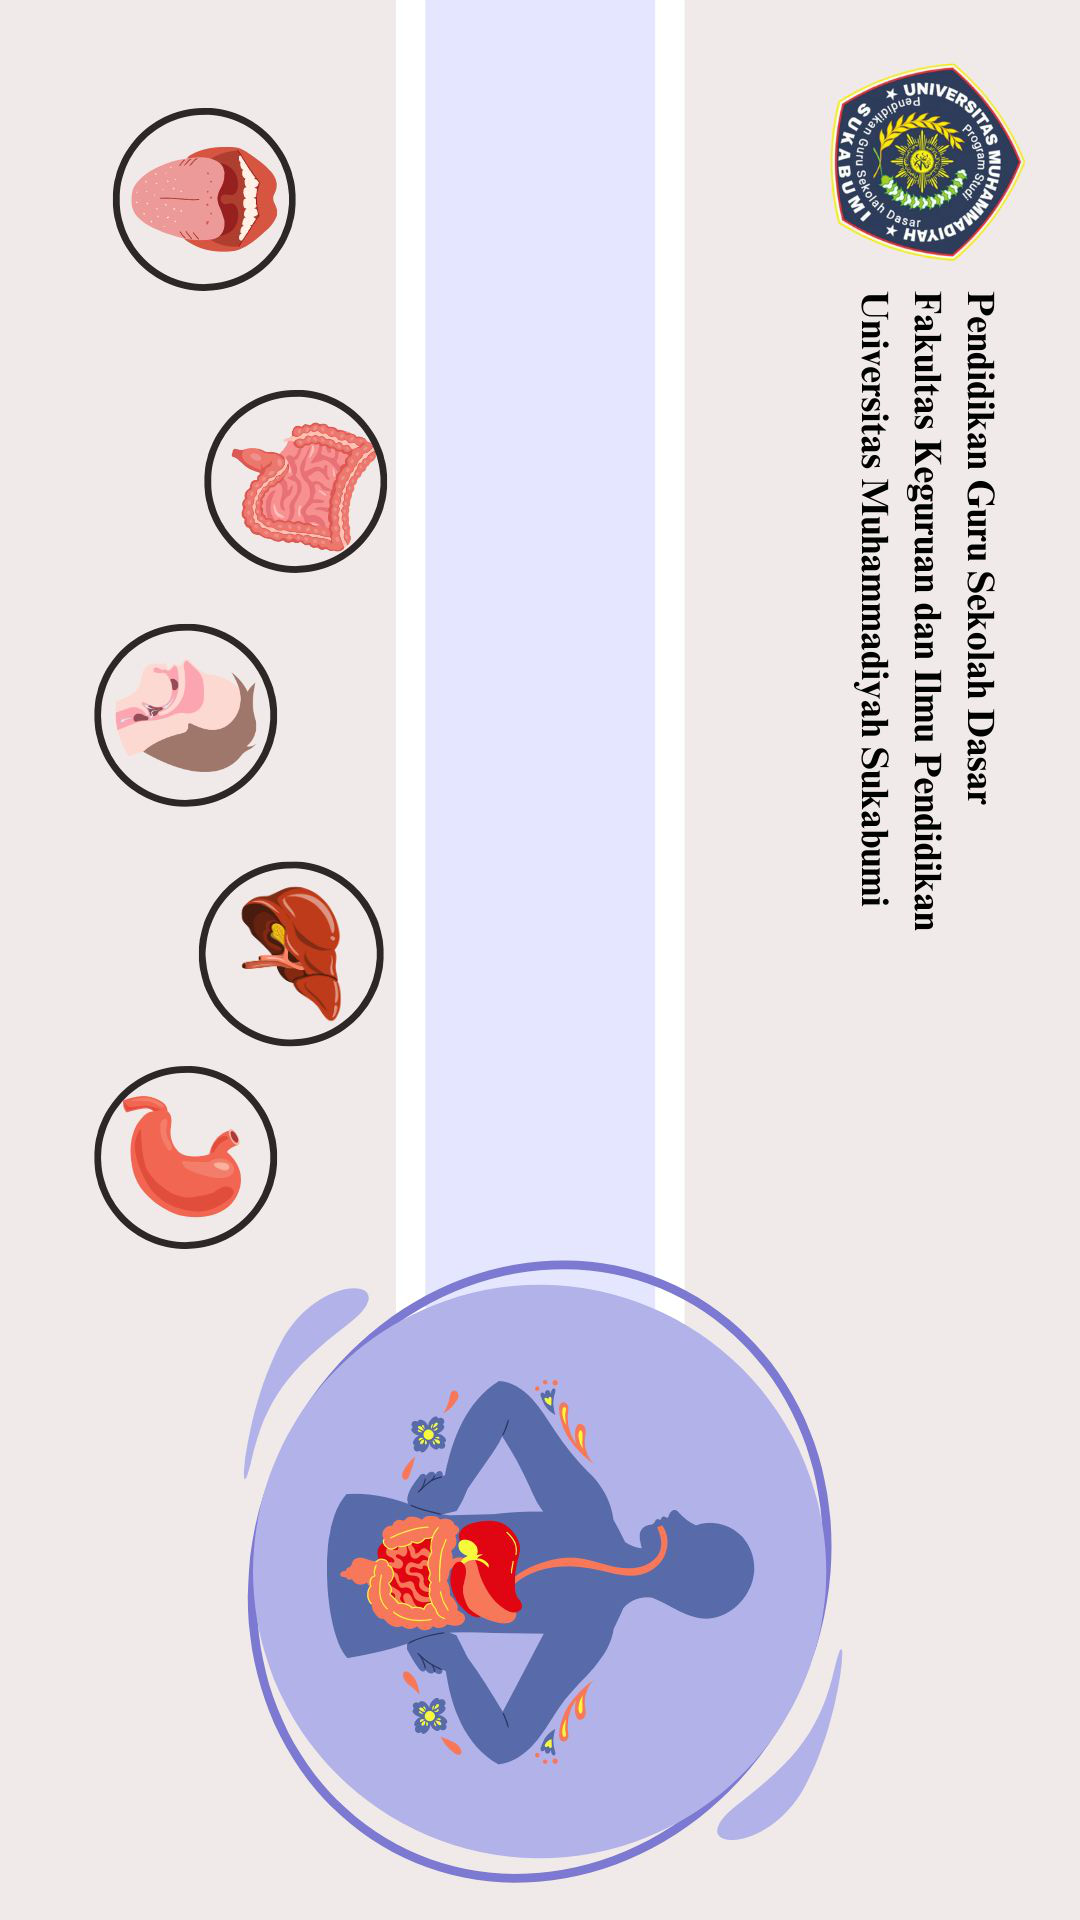 ★ UNIVERSITAS MUHAMMADIYAH ★
SUKABUMI
Program Studi
Pendidikan Guru Sekolah Dasar
Pendidikan Guru Sekolah Dasar
Fakultas Keguruan dan Ilmu Pendidikan
Universitas Muhammadiyah Sukabumi